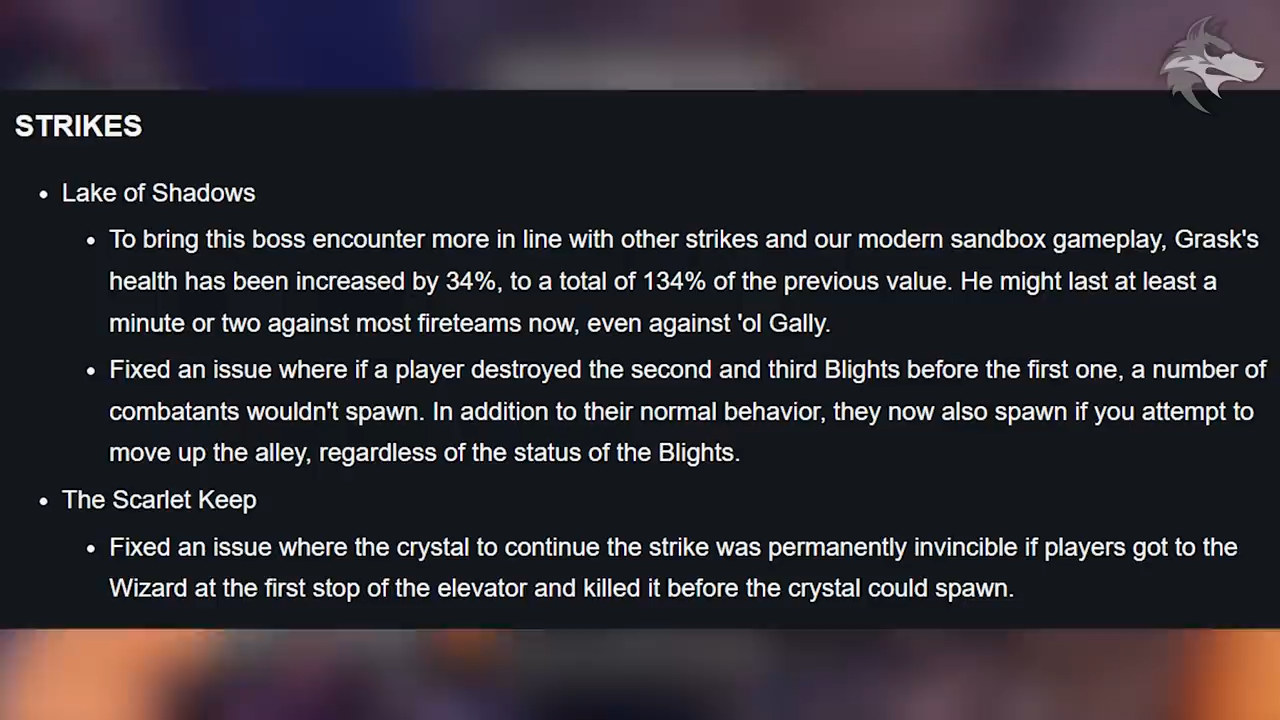 STRIKES
• Lake of Shadows
• To bring this boss encounter more in line with other strikes and our modern sandbox gameplay, Grask's
health has been increased by 34%, to a total of 134% of the previous value. He might last at least a
minute or two against most fireteams now, even against 'ol Gally.
• Fixed an issue where if a player destroyed the second and third Blights before the first one, a number of
combatants wouldn't spawn. In addition to their normal behavior, they now also spawn if you attempt to
move up the alley, regardless of the status of the Blights.
• The Scarlet Keep
• Fixed an issue where the crystal to continue the strike was permanently invincible if players got to the
Wizard at the first stop of the elevator and killed it before the crystal could spawn.